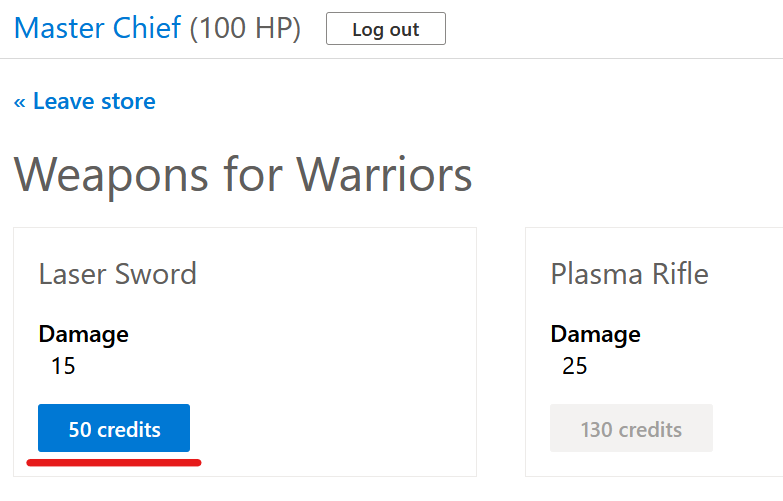 Master Chief (100 HP) Log out
« Leave store
Weapons for Warriors
Laser Sword
Damage
15
50 credits
Plasma Rifle
Damage
25
130 credits